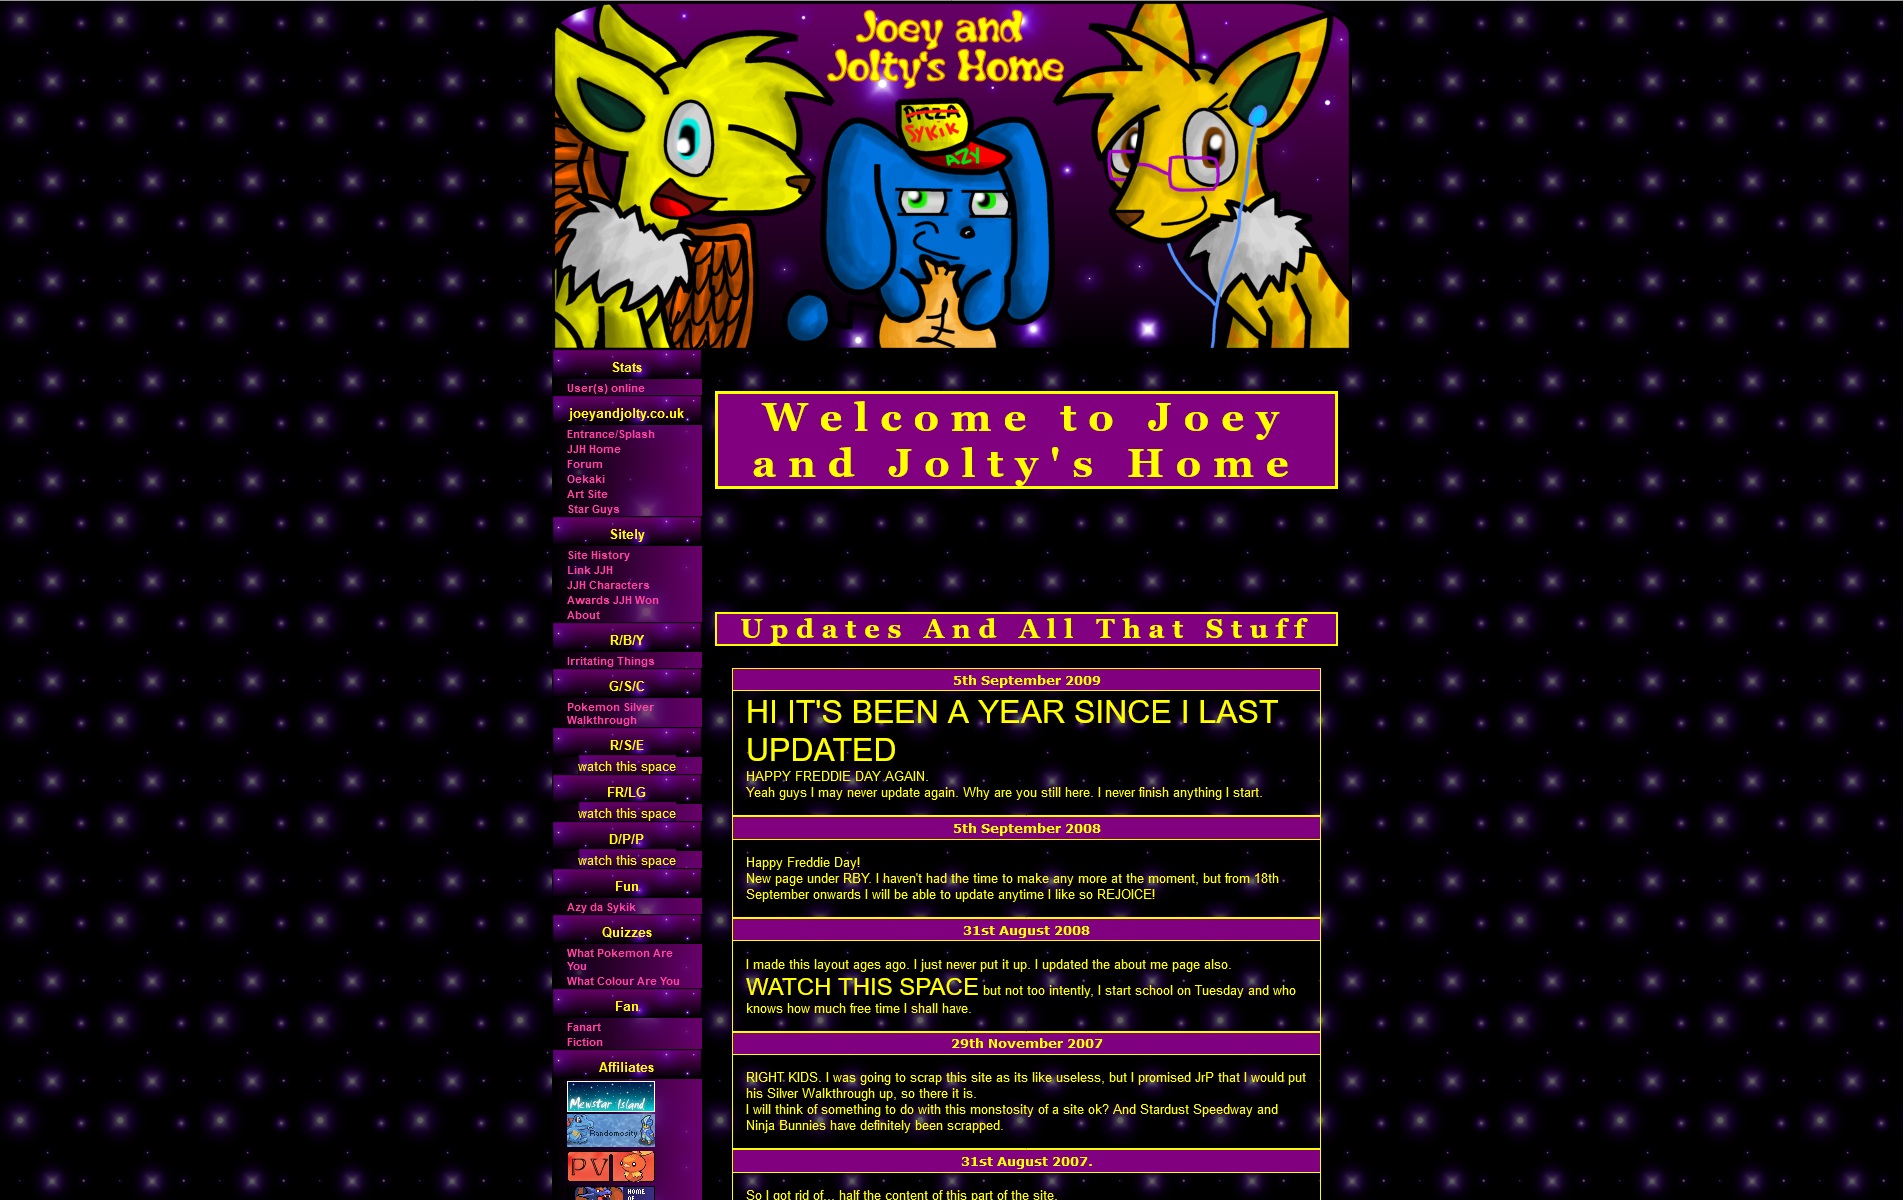 Joey and
Jolty's Home
PIZZA
SYKIK
AZY
Stats
User(s) online
joeyandjolty.co.uk
Entrance/Splash
JJH Home
Forum
Oekaki
Art Site
Star Guys
Sitely
Site History
Link JJH
JJH Characters
Awards JJH Won
About
R/B/Y
Irritating Things
G/S/C
Pokemon Silver
Walkthrough
R/S/E
watch this space
FR/LG
watch this space
D/P/P
watch this space
Fun
Azy da Sykik
Quizzes
What Pokemon Are
You
What Colour Are You
Fan
Fanart
Fiction
Affiliates
Mewstar Island
Randomosity
PV
HOME
OF
Welcome to Joey
and Jolty's Home
Updates And All That Stuff
5th September 2009
HI IT'S BEEN A YEAR SINCE I LAST
UPDATED
HAPPY FREDDIE DAY AGAIN.
Yeah guys I may never update again. Why are you still here. I never finish anything I start.
5th September 2008
Happy Freddie Day!
New page under RBY. I haven't had the time to make any more at the moment, but from 18th
September onwards I will be able to update anytime I like so REJOICE!
31st August 2008
I made this layout ages ago. I just never put it up. I updated the about me page also.
WATCH THIS SPACE but not too intently, I start school on Tuesday and who
knows how much free time I shall have.
29th November 2007
RIGHT KIDS. I was going to scrap this site as its like useless, but I promised JrP that I would put
his Silver Walkthrough up, so there it is.
I will think of something to do with this monstosity of a site ok? And Stardust Speedway and
Ninja Bunnies have definitely been scrapped.
31st August 2007.
So I got rid of... half the content of this part of the site.